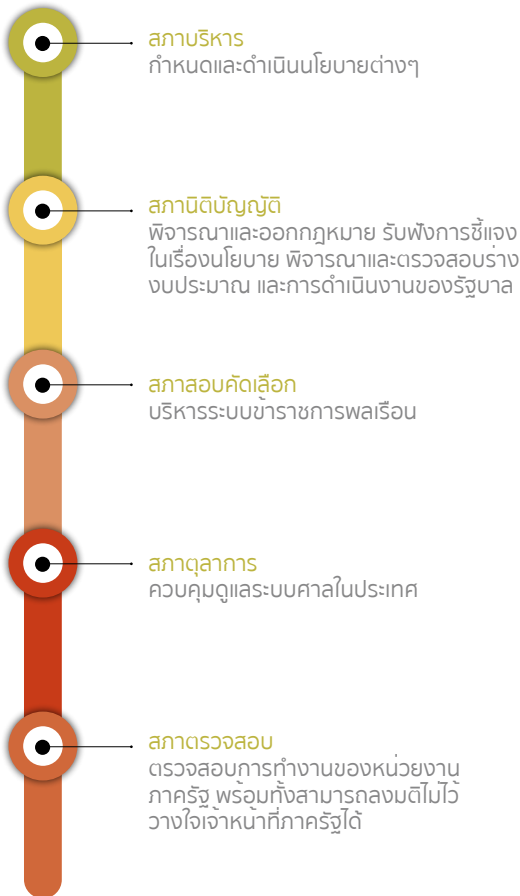 สภาบริหาร
กำหนดและดำเนินนโยบายต่างๆ
สภานิติบัญญัติ
พิจารณาและออกกฎหมาย รับฟังการชี้แจง
ในเรื่องนโยบาย พิจารณาและตรวจสอบร่าง
งบประมาณ และการดำเนินงานของรัฐบาล
สภาสอบคัดเลือก
บริหารระบบข้าราชการพลเรือน
สภาตุลาการ
ควบคุมดูแลระบบศาลในประเทศ
สภาตรวจสอบ
ตรวจสอบการทำงานของหน่วยงาน
ภาครัฐ พร้อมทั้งสามารถลงมติไม่ไว้
วางใจเจ้าหน้าที่ภาครัฐได้